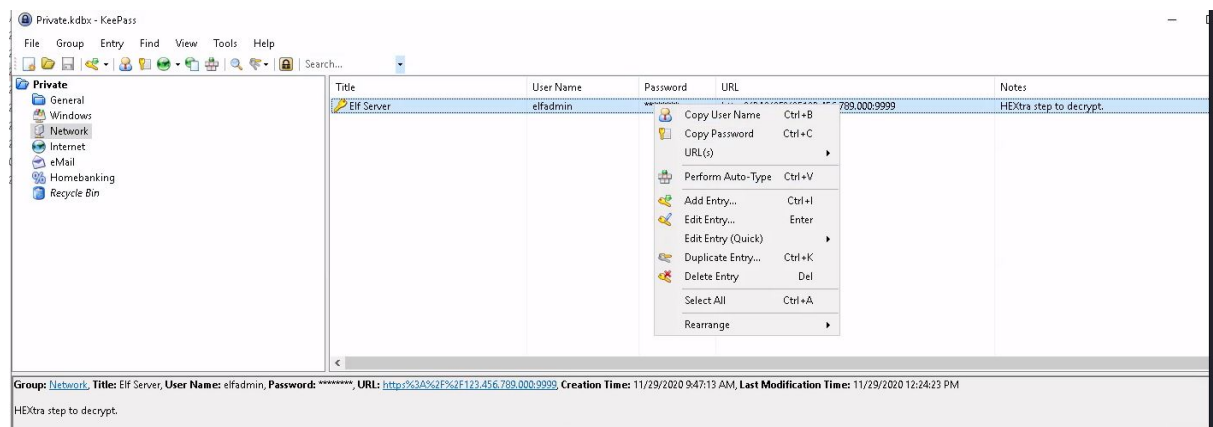 Private.kdbx - KeePass
File Group Entry Find View Tools Help
Search...
Private
General
Windows
Network
Internet
eMail
Homebanking
Recycle Bin
Title User Name Password URL Notes
Elf Server elfadmin 789.000:9999 HEXtra step to decrypt.
Copy User Name Ctrl+B
Copy Password Ctrl+C
URL(s)
Perform Auto-Type Ctrl+V
Add Entry... Ctrl+I
Edit Entry... Enter
Edit Entry (Quick)
Duplicate Entry... Ctrl+K
Delete Entry Del
Select All Ctrl+A
Rearrange
Group: Network, Title: Elf Server, User Name: elfadmin, Password: ********, URL: https%3A%2F%2F123.456.789.000:9999, Creation Time: 11/29/2020 9:47:13 AM, Last Modification Time: 11/29/2020 12:24:23 PM
HEXtra step to decrypt.